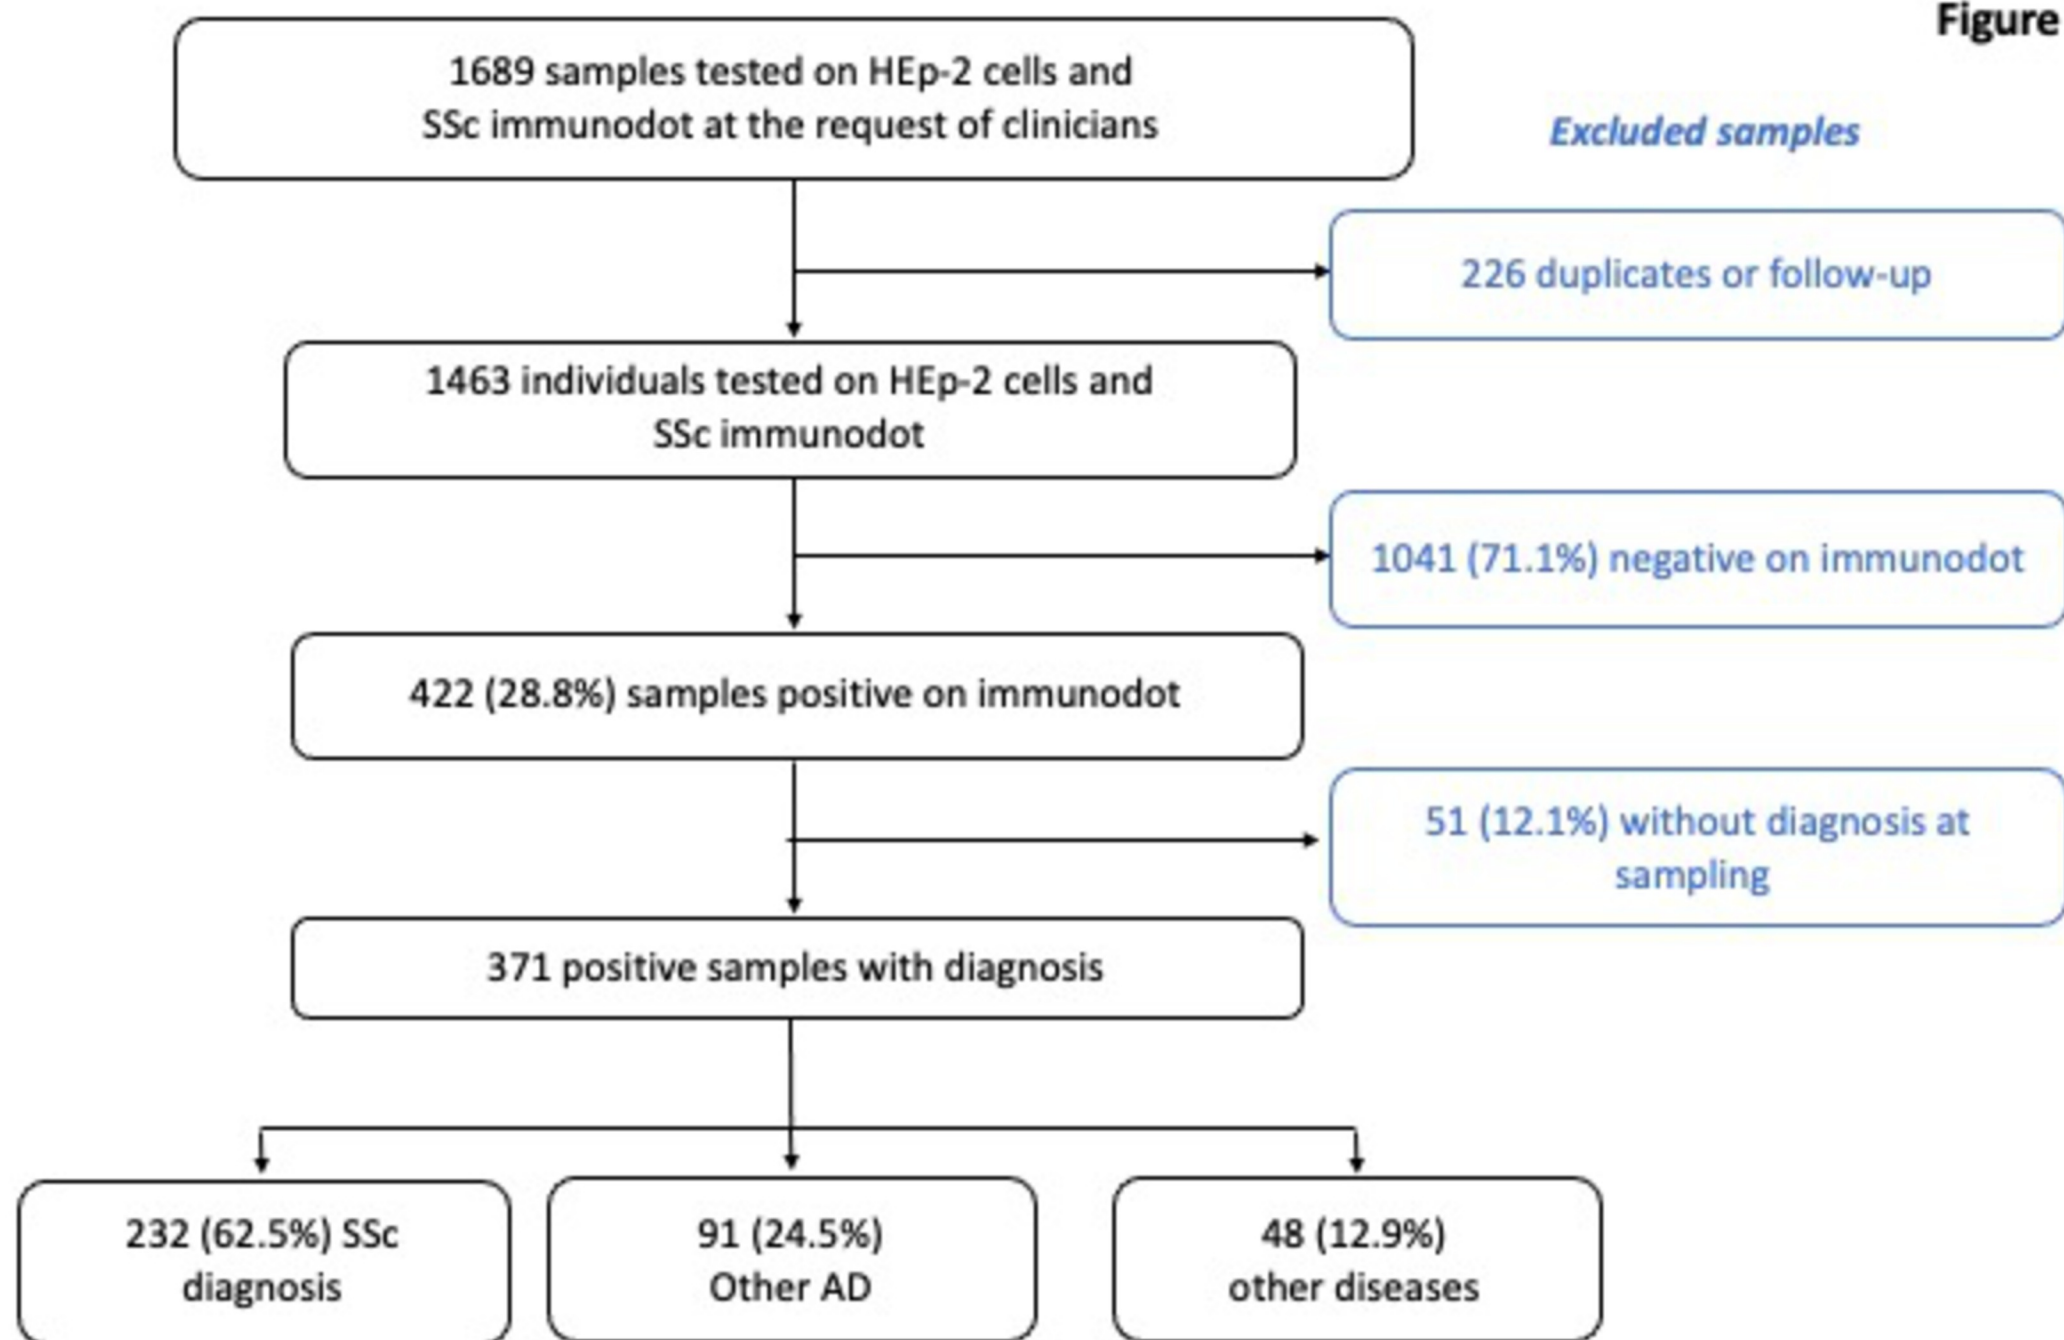 Figure
1689 samples tested on HEp-2 cells and
SSc immunodot at the request of clinicians
Excluded samples
226 duplicates or follow-up
1463 individuals tested on HEp-2 cells and
SSc immunodot
1041 (71.1%) negative on immunodot
422 (28.8%) samples positive on immunodot
51 (12.1%) without diagnosis at
sampling
371 positive samples with diagnosis
232 (62.5%) SSc
diagnosis
91 (24.5%)
Other AD
48 (12.9%)
other diseases